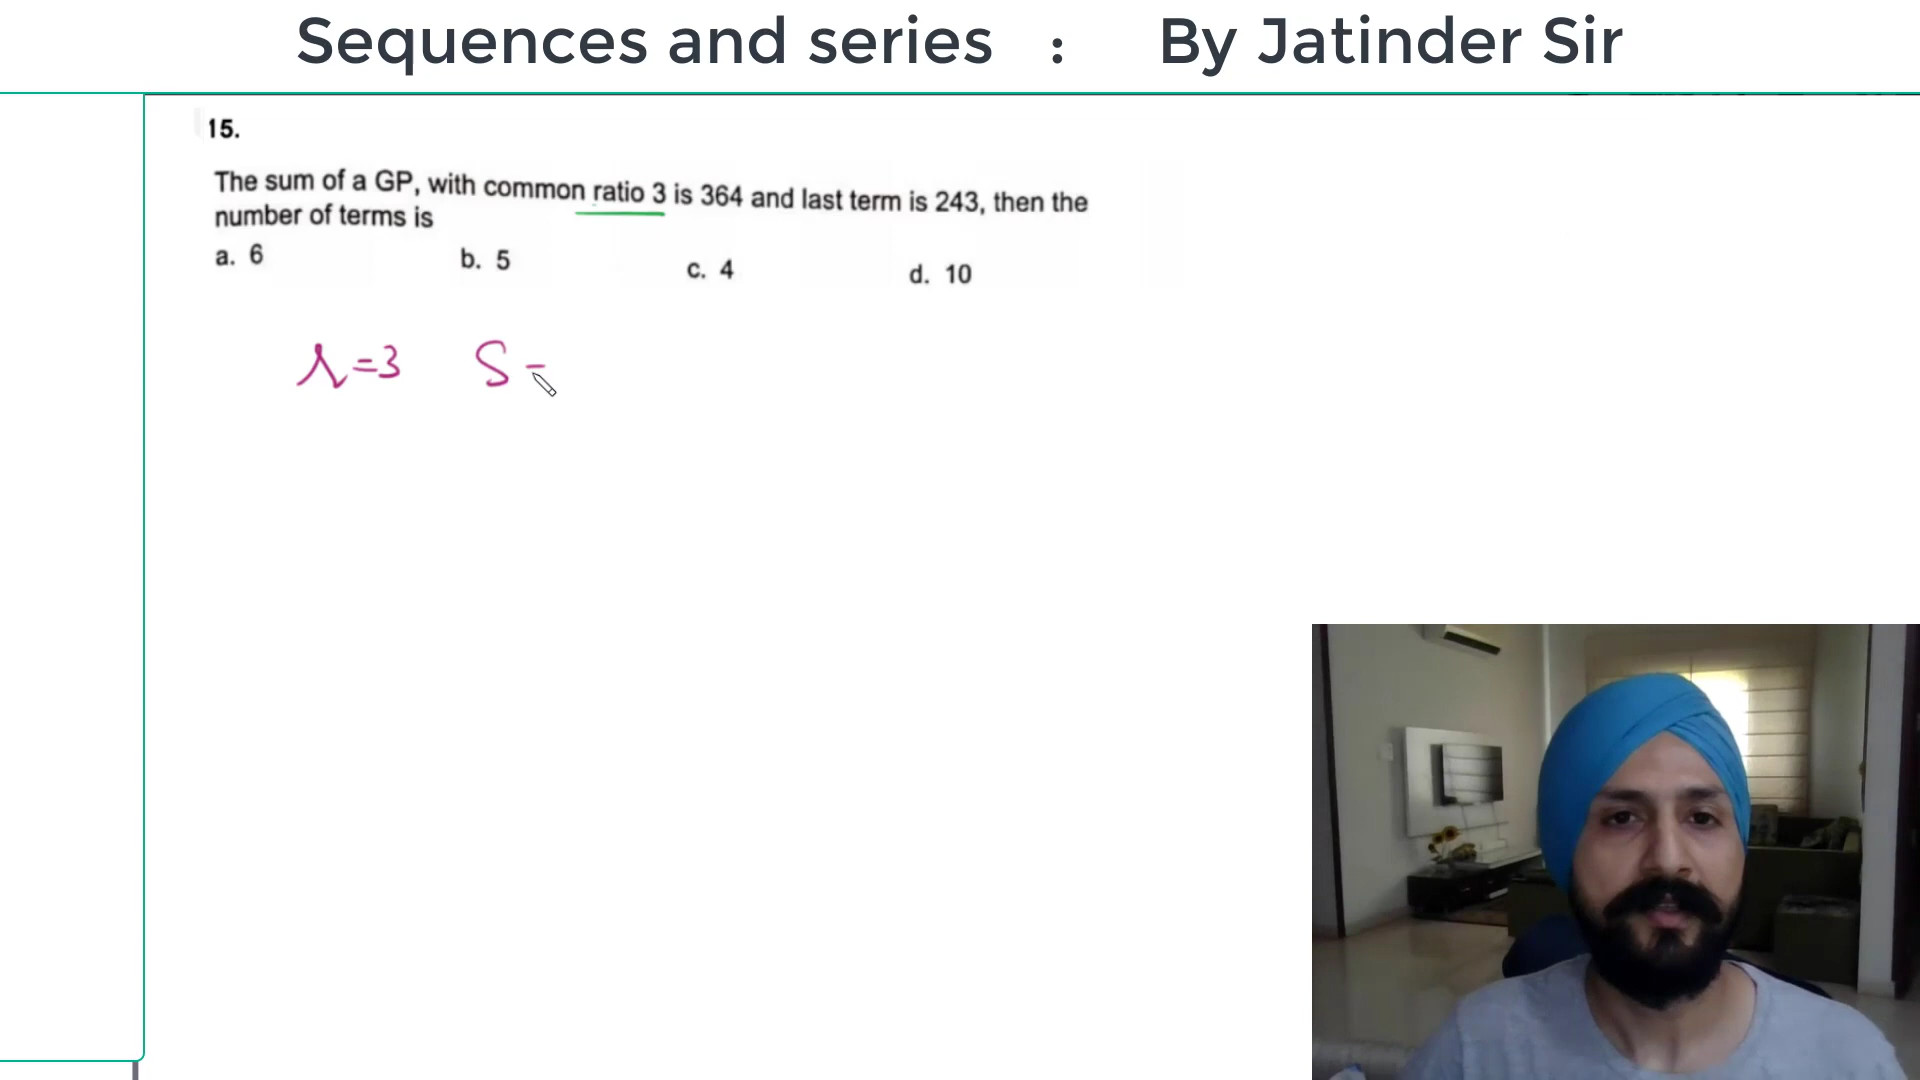 Sequences and series : By Jatinder Sir
15.
The sum of a GP, with common ratio 3 is 364 and last term is 243, then the
number of terms is
a. 6 b. 5 c. 4 d. 10
r=3 S=